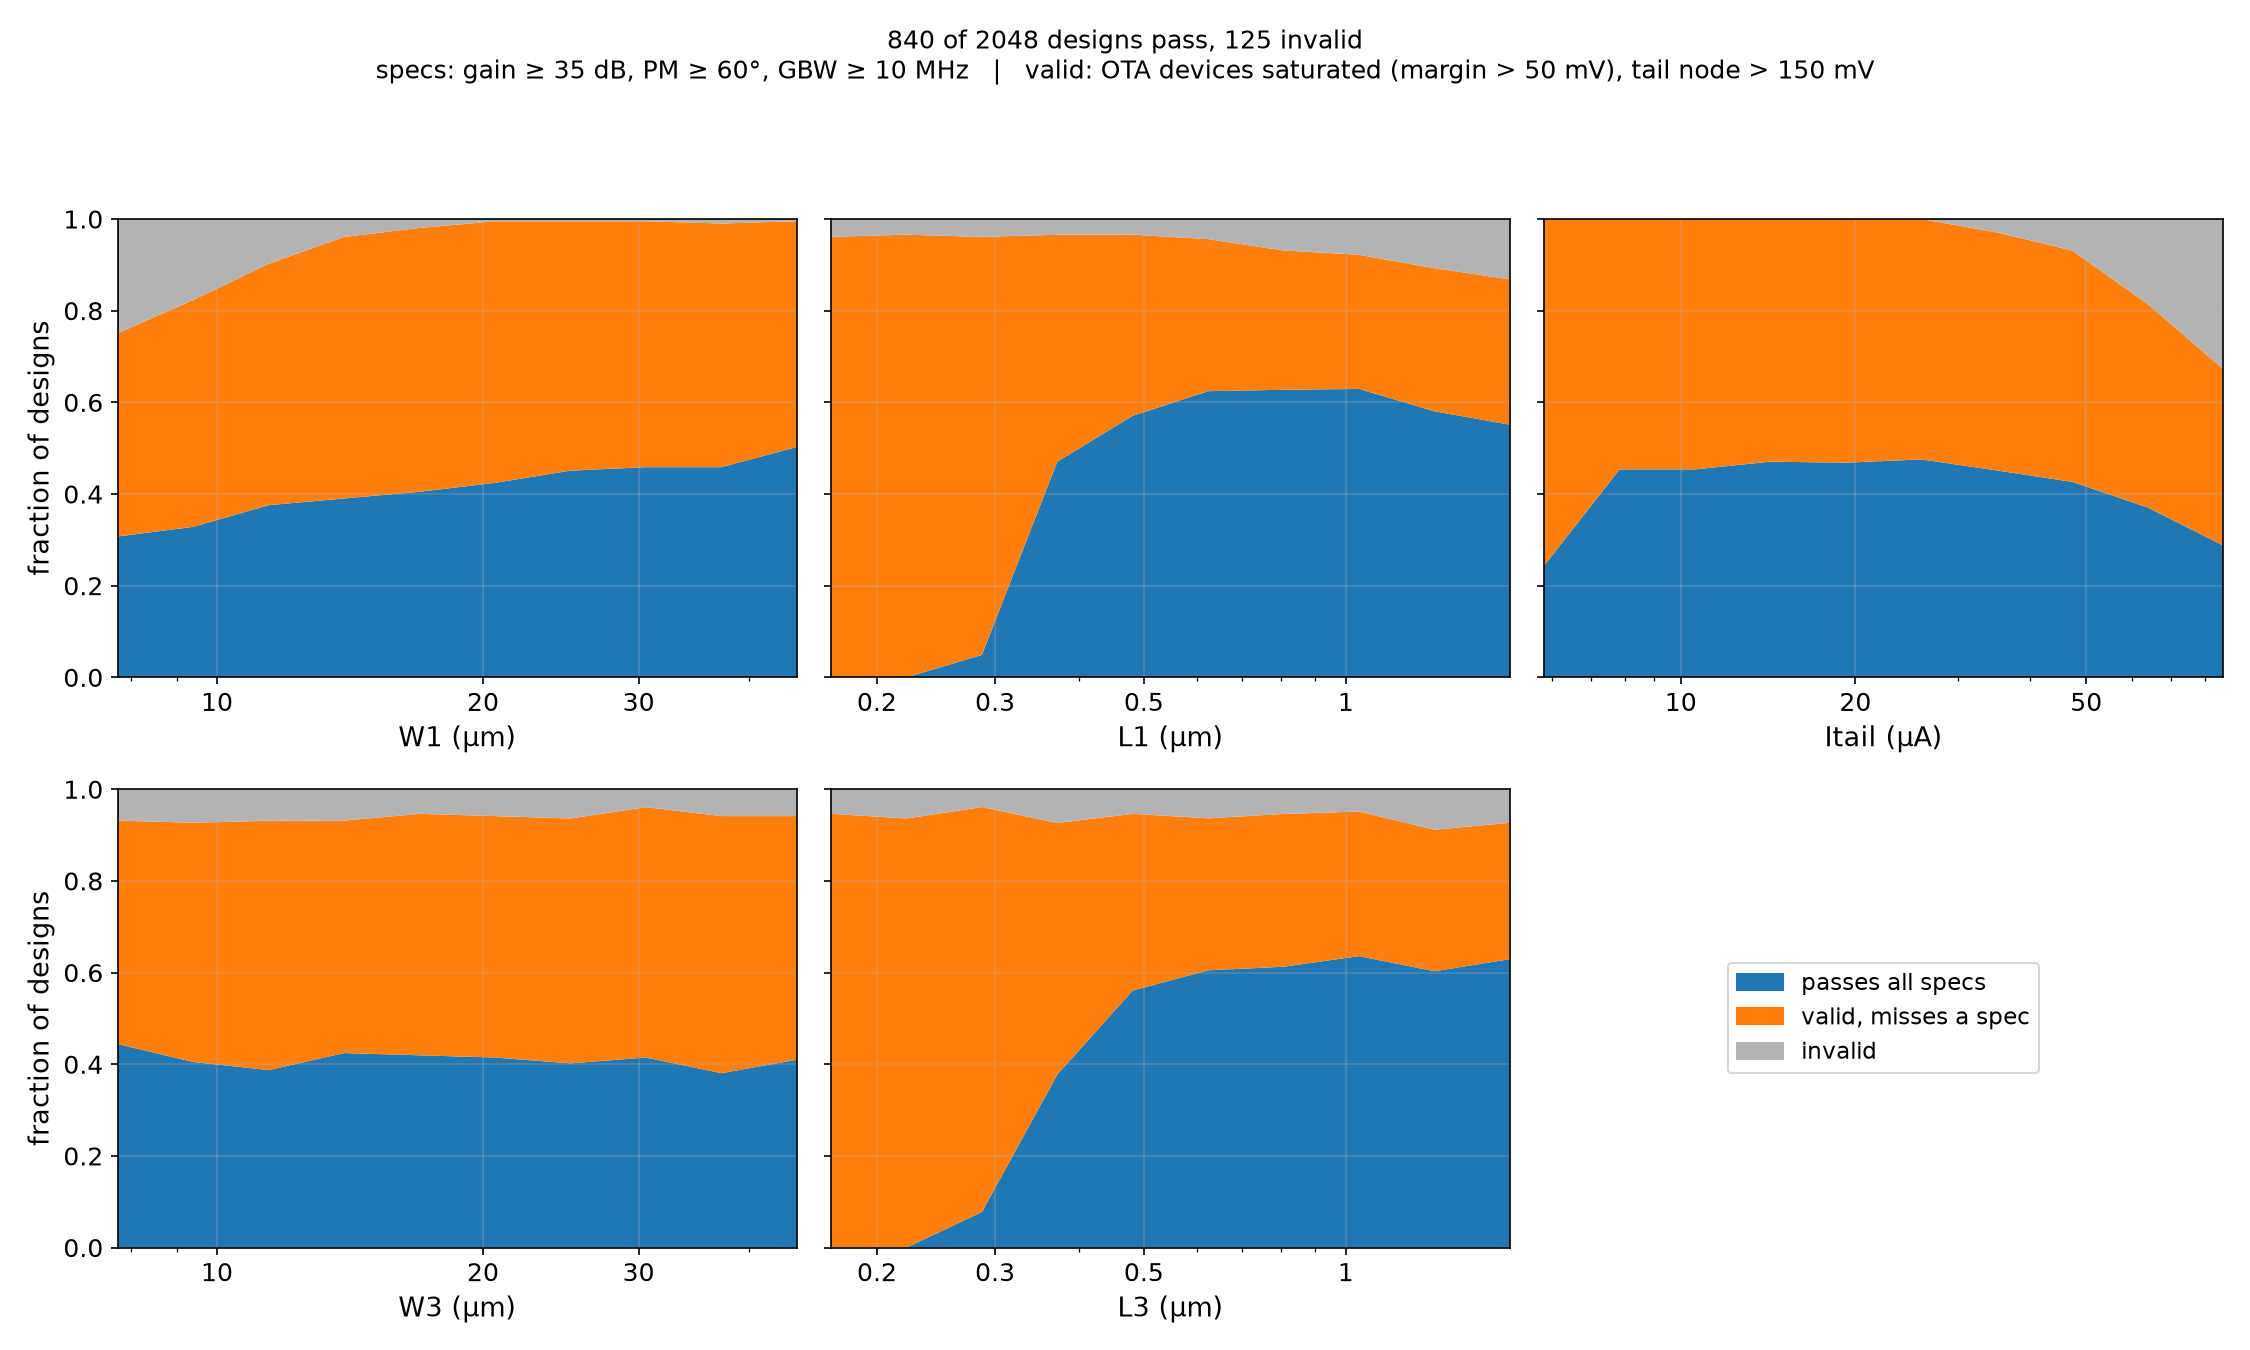 840 of 2048 designs pass, 125 invalid
specs: gain ≥ 35 dB, PM ≥ 60°, GBW ≥ 10 MHz | valid: OTA devices saturated (margin > 50 mV), tail node > 150 mV
1.0
0.8
0.6
0.4
0.2
0.0
fraction of designs
10 20 30
W1 (µm)
0.2 0.3 0.5 1
L1 (µm)
10 20 50
Itail (µA)
1.0
0.8
0.6
0.4
0.2
0.0
fraction of designs
10 20 30
W3 (µm)
0.2 0.3 0.5 1
L3 (µm)
passes all specs
valid, misses a spec
invalid